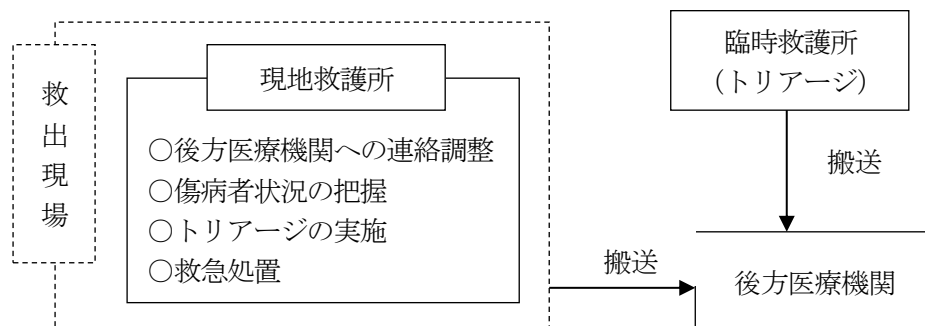 救出現場
現地救護所
○後方医療機関への連絡調整
○傷病者状況の把握
○トリアージの実施
○救急処置
搬送
臨時救護所
（トリアージ）
搬送
後方医療機関